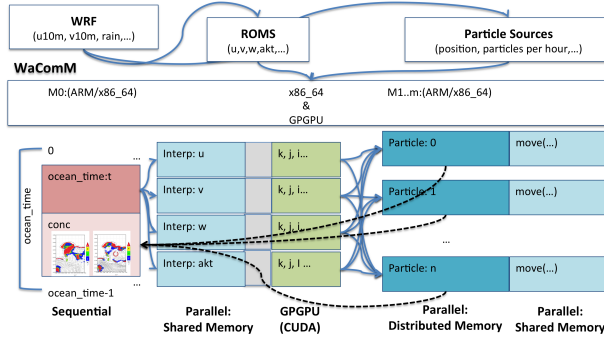 WRF
(u10m, v10m, rain,...)
ROMS
(u,v,w,akt,...)
Particle Sources
(position, particles per hour,...)
WaComM
M0:(ARM/x86_64)
x86_64
&
GPGPU
M1..m:(ARM/x86_64)
ocean_time
0
...
ocean_time:t
conc
...
ocean_time-1
Sequential
Interp: u
Interp: v
Interp: w
Interp: akt
Parallel:
Shared Memory
k, j, i...
k, j, i...
k, j, i...
k, j, I ...
GPGPU
(CUDA)
Particle: 0
Particle: 1
...
Particle: n
Parallel:
Distributed Memory
move(...)
move(...)
move(...)
Parallel:
Shared Memory